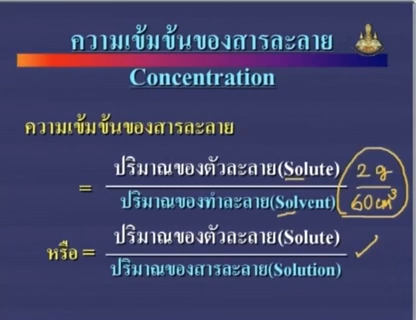 ความเข้มข้นของสารละลาย
Concentration
ความเข้มข้นของสารละลาย
= ปริมาณของตัวละลาย(Solute)
ปริมาณของทำละลาย(Solvent)
2 g
60 cm³
หรือ = ปริมาณของตัวละลาย(Solute)
ปริมาณของสารละลาย(Solution)